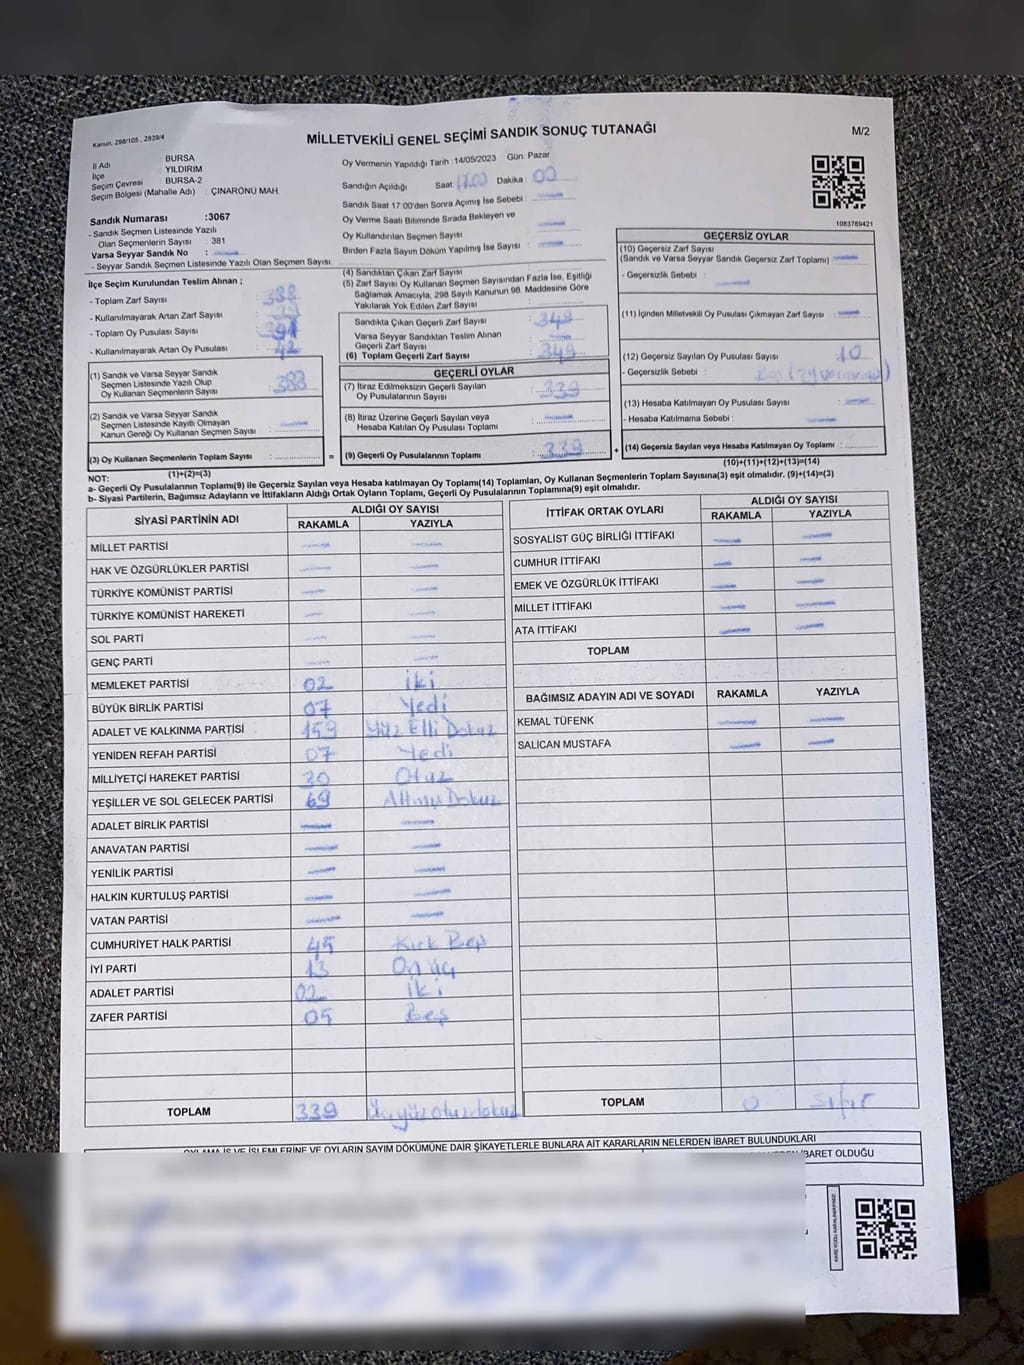 Kanun, 298/105 , 2839/4
MİLLETVEKİLİ GENEL SEÇİMİ SANDIK SONUÇ TUTANAĞI
M/2
İl Adı : BURSA
İlçe : YILDIRIM
Seçim Çevresi : BURSA-2
Seçim Bölgesi (Mahalle Adı) : ÇINARÖNÜ MAH.
Sandık Numarası :3067
- Sandık Seçmen Listesinde Yazılı
Olan Seçmenlerin Sayısı : 381
Varsa Seyyar Sandık No :
- Seyyar Sandık Seçmen Listesinde Yazılı Olan Seçmen Sayısı
Oy Vermenin Yapıldığı Tarih : 14/05/2023 Gün: Pazar
Sandığın Açıldığı Saat: 17.00 Dakika : 00
Sandık Saat 17:00'den Sonra Açımış İse Sebebi :
Oy Verme Saati Bitiminde Sırada Bekleyen ve
Oy Kullandırılan Seçmen Sayısı
Birden Fazla Sayım Döküm Yapılmış İse Sayısı :
1083789421
İlçe Seçim Kurulundan Teslim Alınan ;
- Toplam Zarf Sayısı :
- Kullanılmayarak Artan Zarf Sayısı :
- Toplam Oy Pusulası Sayısı :
- Kullanılmayarak Artan Oy Pusulası : 42
(1) Sandık ve Varsa Seyyar Sandık
Seçmen Listesinde Yazılı Olup
Oy Kullanan Seçmenlerin Sayısı :
(2) Sandık ve Varsa Seyyar Sandık
Seçmen Listesinde Kayıtlı Olmayan
Kanun Gereği Oy Kullanan Seçmen Sayısı :
(3) Oy Kullanan Seçmenlerin Toplam Sayısı : =
(1)+(2)=(3)
(4) Sandıktan Çıkan Zarf Sayısı :
(5) Zarf Sayısı Oy Kullanan Seçmen Sayısından Fazla İse, Eşitliği
Sağlamak Amacıyla, 298 Sayılı Kanunun 98. Maddesine Göre
Yakılarak Yok Edilen Zarf Sayısı :
Sandıkta Çıkan Geçerli Zarf Sayısı : 349
Varsa Seyyar Sandıktan Teslim Alınan
Geçerli Zarf Sayısı :
(6) Toplam Geçerli Zarf Sayısı : 349
GEÇERLİ OYLAR
(7) İtiraz Edilmeksizin Geçerli Sayılan
Oy Pusulalarının Sayısı : 339
(8) İtiraz Üzerine Geçerli Sayılan veya
Hesaba Katılan Oy Pusulası Toplamı :
(9) Geçerli Oy Pusulalarının Toplamı : 339 +
GEÇERSİZ OYLAR
(10) Geçersiz Zarf Sayısı
(Sandık ve Varsa Seyyar Sandık Geçersiz Zarf Toplamı)
- Geçersizlik Sebebi :
(11) İçinden Milletvekili Oy Pusulası Çıkmayan Zarf Sayısı :
(12) Geçersiz Sayılan Oy Pusulası Sayısı : 10
- Geçersizlik Sebebi :
(13) Hesaba Katılmayan Oy Pusulası Sayısı :
- Hesaba Katılmama Sebebi :
(14) Geçersiz Sayılan veya Hesaba Katılmayan Oy Toplamı :
(10)+(11)+(12)+(13)=(14)
NOT:
a- Geçerli Oy Pusulalarının Toplamı(9) ile Geçersiz Sayılan veya Hesaba katılmayan Oy Toplamı(14) Toplamları, Oy Kullanan Seçmenlerin Toplam Sayısına(3) eşit olmalıdır. (9)+(14)=(3)
b- Siyasi Partilerin, Bağımsız Adayların ve İttifakların Aldığı Ortak Oyların Toplamı, Geçerli Oy Pusulalarının Toplamına(9) eşit olmalıdır.
SİYASİ PARTİNİN ADI
ALDIĞI OY SAYISI
RAKAMLA YAZIYLA
MİLLET PARTİSİ
HAK VE ÖZGÜRLÜKLER PARTİSİ
TÜRKİYE KOMÜNİST PARTİSİ
TÜRKİYE KOMÜNİST HAREKETİ
SOL PARTİ
GENÇ PARTİ
MEMLEKET PARTİSİ 02 iki
BÜYÜK BİRLİK PARTİSİ 07 Yedi
ADALET VE KALKINMA PARTİSİ 159 Yüz Elli Dokuz
YENİDEN REFAH PARTİSİ 07 Yedi
MİLLİYETÇİ HAREKET PARTİSİ 30 Otuz
YEŞİLLER VE SOL GELECEK PARTİSİ 69 Altmış Dokuz
ADALET BİRLİK PARTİSİ
ANAVATAN PARTİSİ
YENİLİK PARTİSİ
HALKIN KURTULUŞ PARTİSİ
VATAN PARTİSİ
CUMHURİYET HALK PARTİSİ 45 Kırk Beş
İYİ PARTİ 13 On üç
ADALET PARTİSİ 02 iki
ZAFER PARTİSİ 05 Beş
TOPLAM 339 Üçyüzotuzdokuz
İTTİFAK ORTAK OYLARI
ALDIĞI OY SAYISI
RAKAMLA YAZIYLA
SOSYALİST GÜÇ BİRLİĞİ İTTİFAKI
CUMHUR İTTİFAKI
EMEK VE ÖZGÜRLÜK İTTİFAKI
MİLLET İTTİFAKI
ATA İTTİFAKI
TOPLAM
BAĞIMSIZ ADAYIN ADI VE SOYADI RAKAMLA YAZIYLA
KEMAL TÜFENK
SALİCAN MUSTAFA
TOPLAM 0 sıfır
OYLAMA İŞ VE İŞLEMLERİNE VE OYLARIN SAYIM DÖKÜMÜNE DAİR ŞİKAYETLERLE BUNLARA AİT KARARLARIN NELERDEN İBARET BULUNDUKLARI
İBARET OLDUĞU
KARE KODU KARALAMAYINIZ!